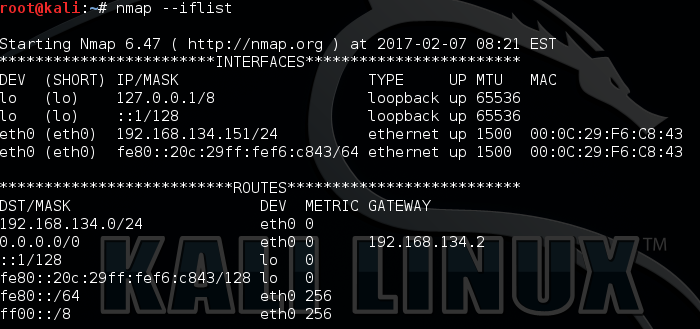 root@kali:~# nmap --iflist
Starting Nmap 6.47 ( http://nmap.org ) at 2017-02-07 08:21 EST
************************INTERFACES************************
DEV  (SHORT) IP/MASK                     TYPE     UP MTU   MAC
lo   (lo)    127.0.0.1/8                 loopback up 65536
lo   (lo)    ::1/128                     loopback up 65536
eth0 (eth0)  192.168.134.151/24          ethernet up 1500  00:0C:29:F6:C8:43
eth0 (eth0)  fe80::20c:29ff:fef6:c843/64 ethernet up 1500  00:0C:29:F6:C8:43
**************************ROUTES**************************
DST/MASK                     DEV  METRIC GATEWAY
192.168.134.0/24             eth0 0
0.0.0.0/0                    eth0 0      192.168.134.2
::1/128                      lo   0
fe80::20c:29ff:fef6:c843/128 lo   0
fe80::/64                    eth0 256
ff00::/8                     eth0 256
KALI LINUX™